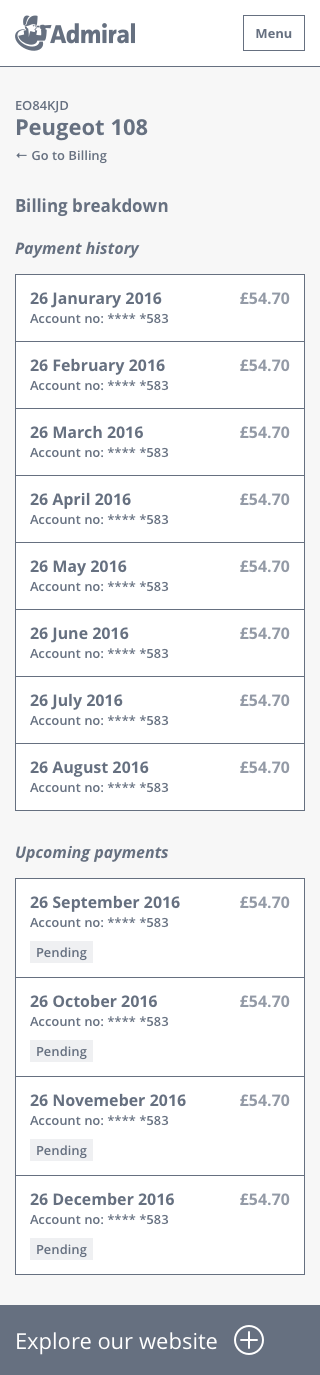 Admiral
Menu
EO84KJD
Peugeot 108
← Go to Billing
Billing breakdown
Payment history
26 Janurary 2016 £54.70
Account no: **** *583
26 February 2016 £54.70
Account no: **** *583
26 March 2016 £54.70
Account no: **** *583
26 April 2016 £54.70
Account no: **** *583
26 May 2016 £54.70
Account no: **** *583
26 June 2016 £54.70
Account no: **** *583
26 July 2016 £54.70
Account no: **** *583
26 August 2016 £54.70
Account no: **** *583
Upcoming payments
26 September 2016 £54.70
Account no: **** *583
Pending
26 October 2016 £54.70
Account no: **** *583
Pending
26 Novemeber 2016 £54.70
Account no: **** *583
Pending
26 December 2016 £54.70
Account no: **** *583
Pending
Explore our website